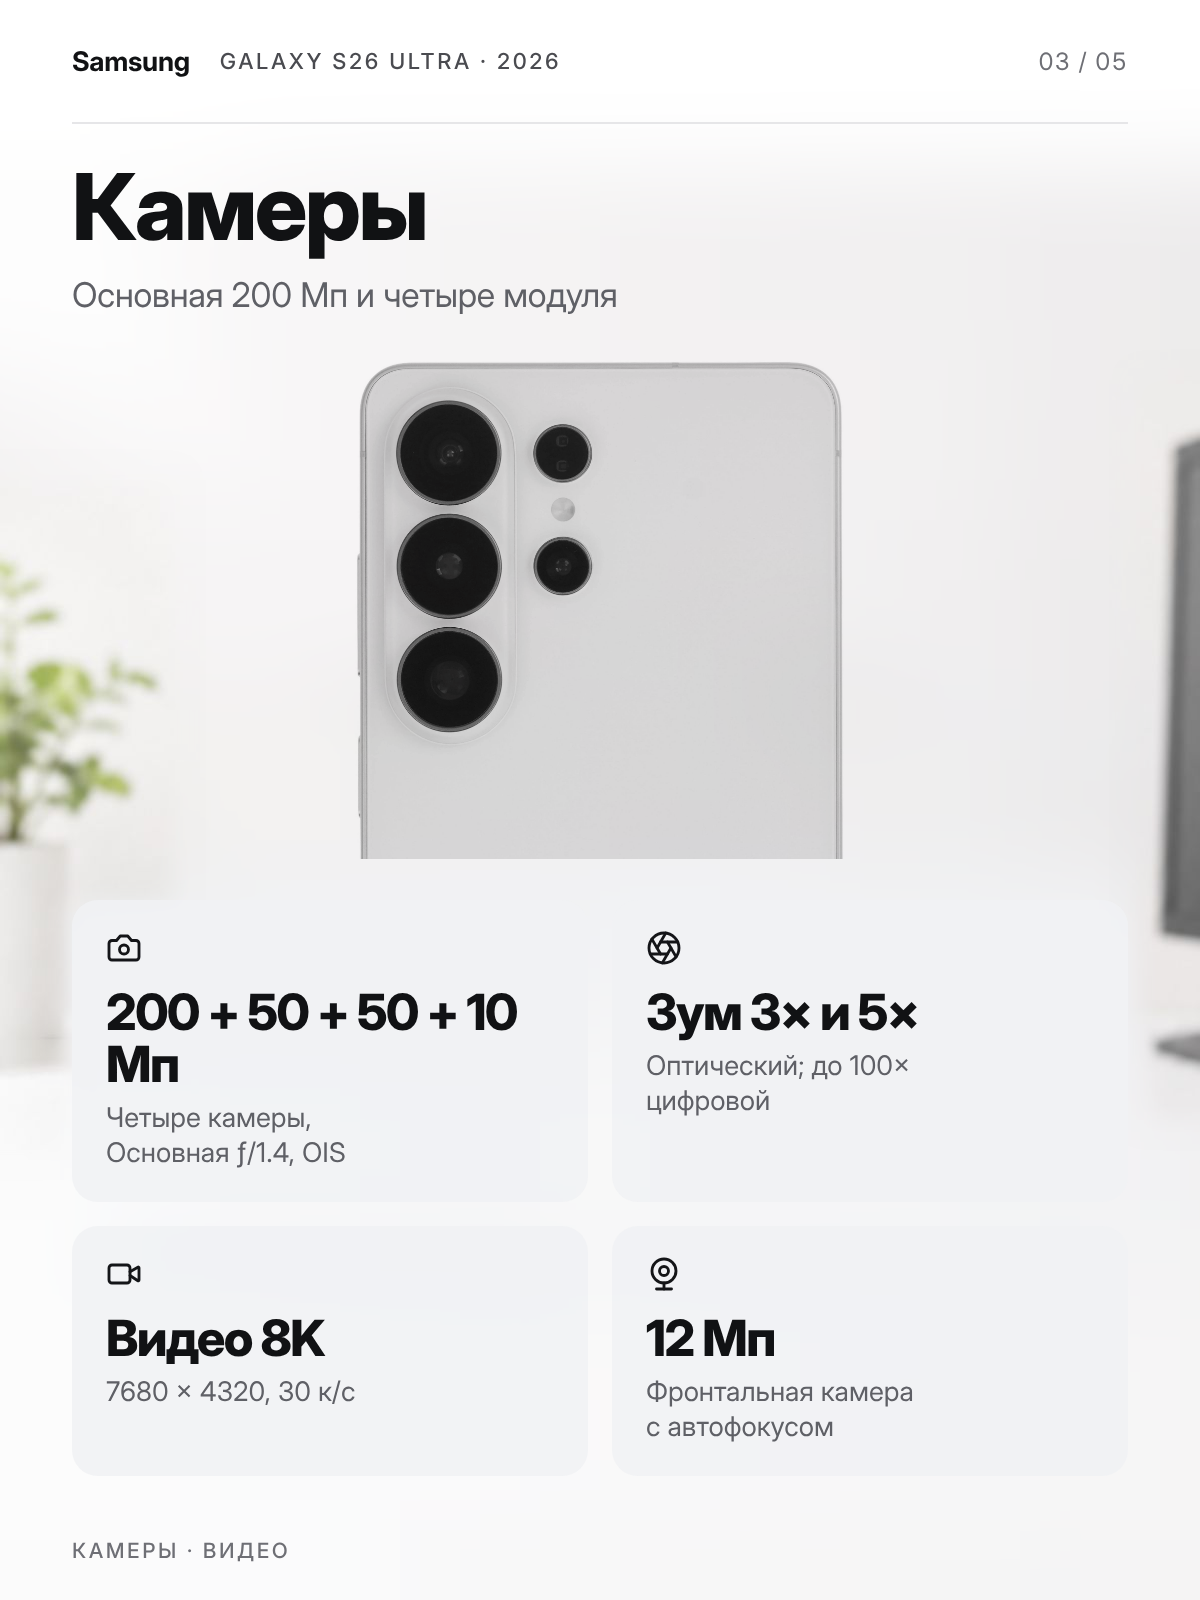 Samsung GALAXY S26 ULTRA · 2026 03 / 05
Камеры
Основная 200 Мп и четыре модуля
200 + 50 + 50 + 10
Мп
Четыре камеры,
Основная ƒ/1.4, OIS
Зум 3× и 5×
Оптический; до 100×
цифровой
Видео 8K
7680 × 4320, 30 к/с
12 Мп
Фронтальная камера
с автофокусом
КАМЕРЫ · ВИДЕО